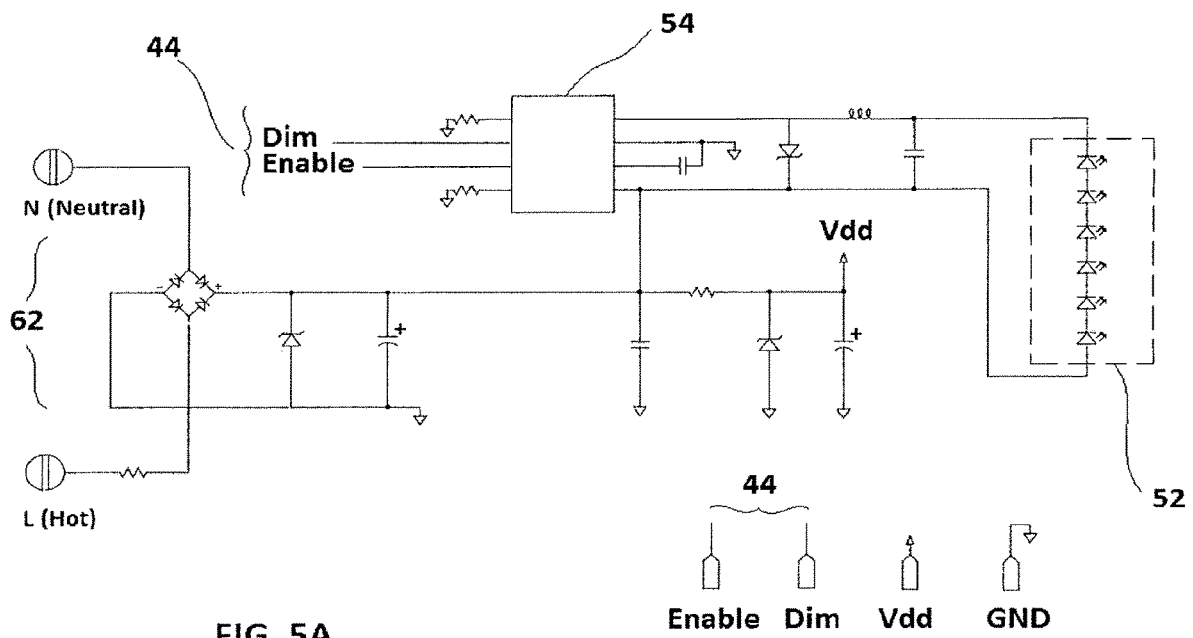 54
44
Dim
Enable
N (Neutral)
Vdd
62
- +
+
+
L (Hot)
52
44
Enable Dim Vdd GND
FIG. 5A